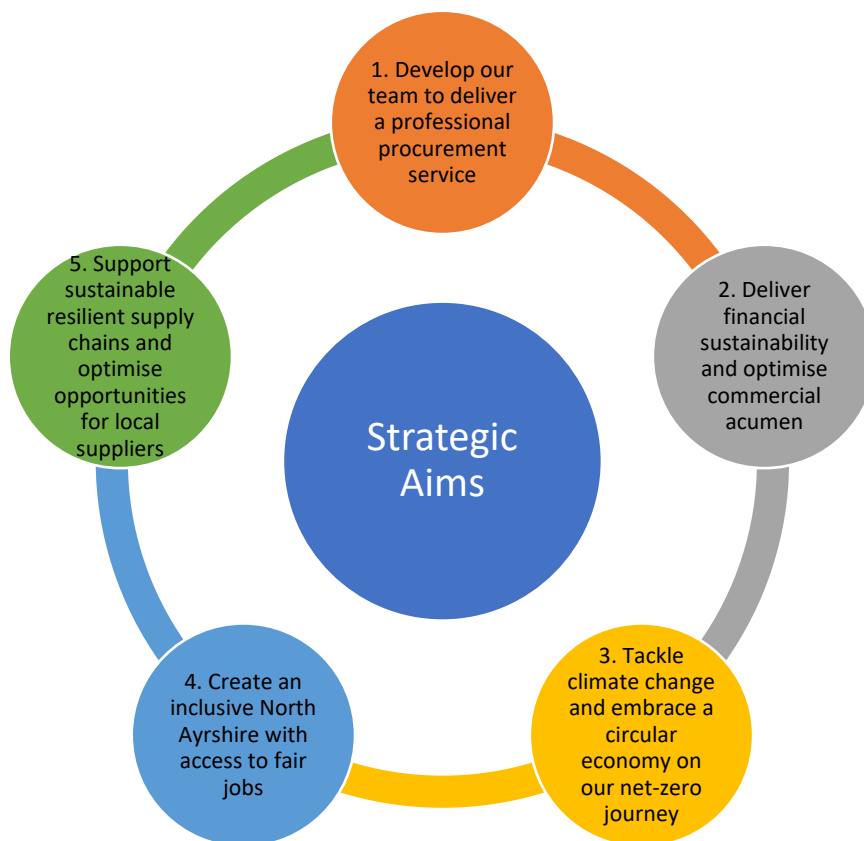 1. Develop our
team to deliver
a professional
procurement
service
2. Deliver
financial
sustainability
and optimise
commercial
acumen
3. Tackle
climate change
and embrace a
circular
economy on
our net-zero
journey
4. Create an
inclusive North
Ayrshire with
access to fair
jobs
5. Support
sustainable
resilient supply
chains and
optimise
opportunities
for local
suppliers
Strategic
Aims